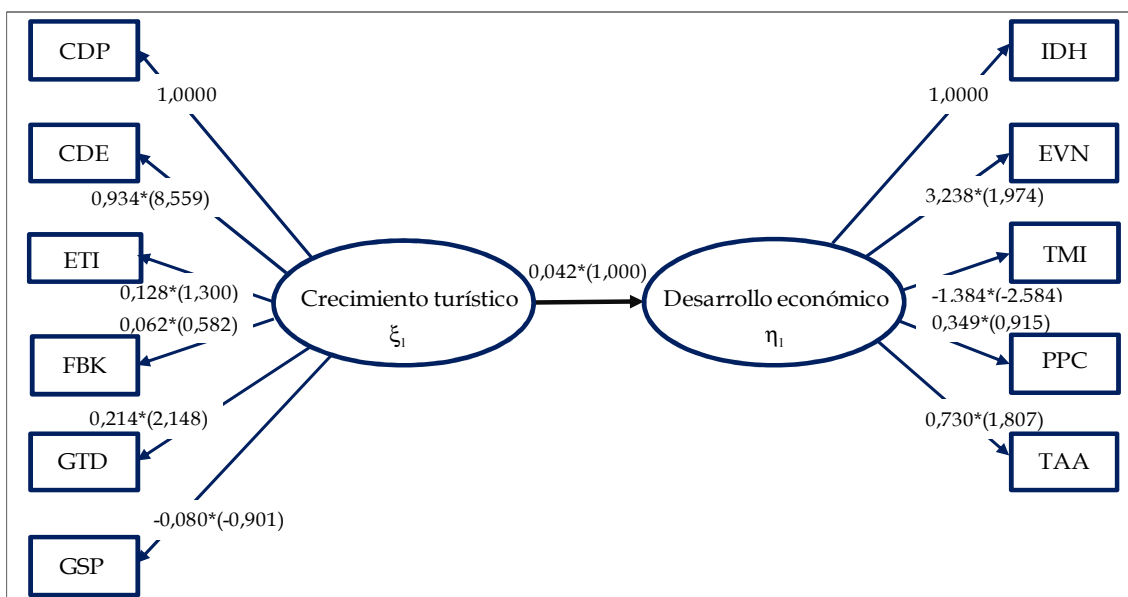 CDP
1,0000
CDE
0,934*(8,559)
ETI
0,128*(1,300)
0,062*(0,582)
FBK
0,214*(2,148)
GTD
-0,080*(-0,901)
GSP
Crecimiento turístico
ξ1
0,042*(1,000)
Desarrollo económico
η1
IDH
1,0000
EVN
3,238*(1,974)
TMI
-1.384*(-2.584)
0,349*(0,915)
PPC
0,730*(1,807)
TAA